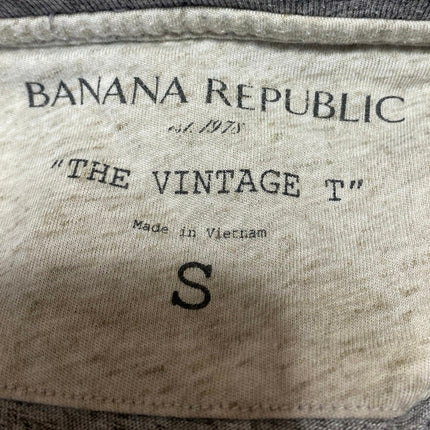 BANANA REPUBLIC
est. 1978
"THE VINTAGE T"
Made in Vietnam
S